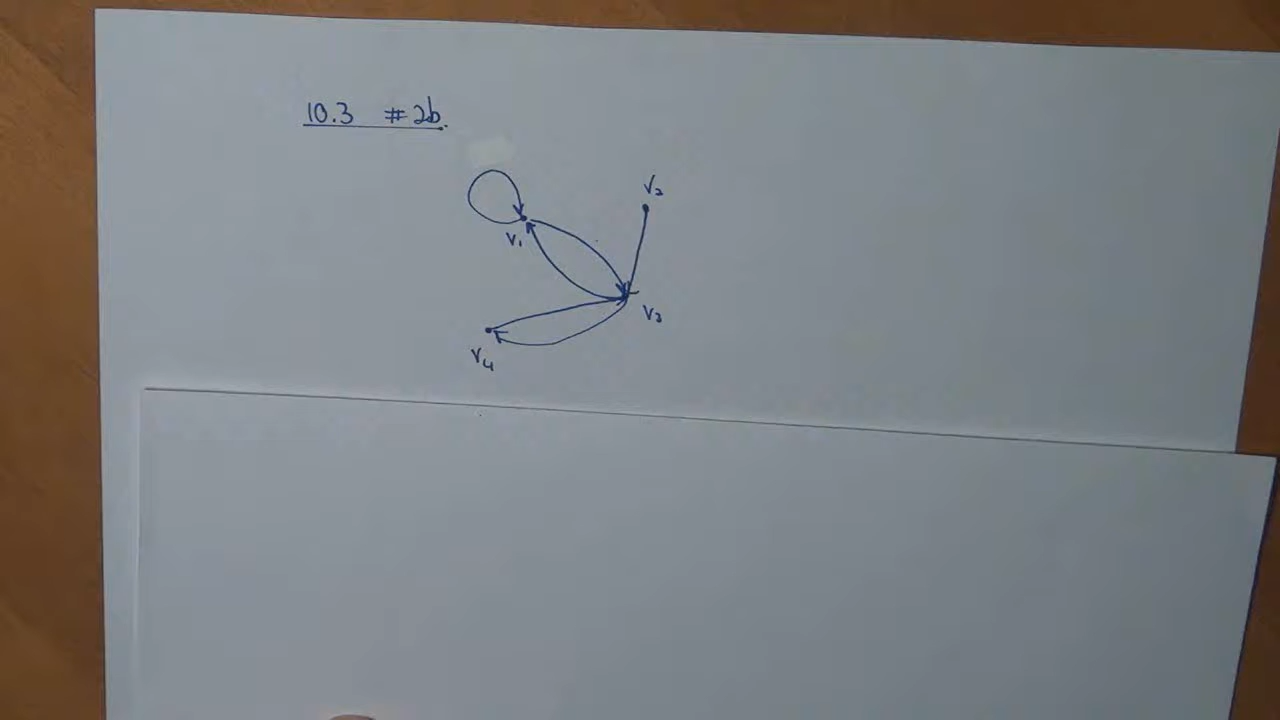 10.3 #2b.
V₂
V₁
V₃
V₄